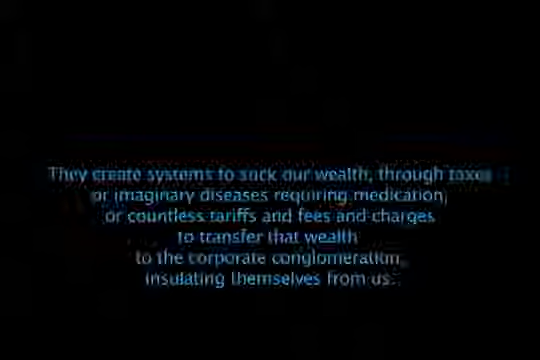 They create systems to suck our wealth, through taxes
or imaginary diseases requiring medication,
or countless tariffs and fees and charges
to transfer that wealth
to the corporate conglomeration,
insulating themselves from us.